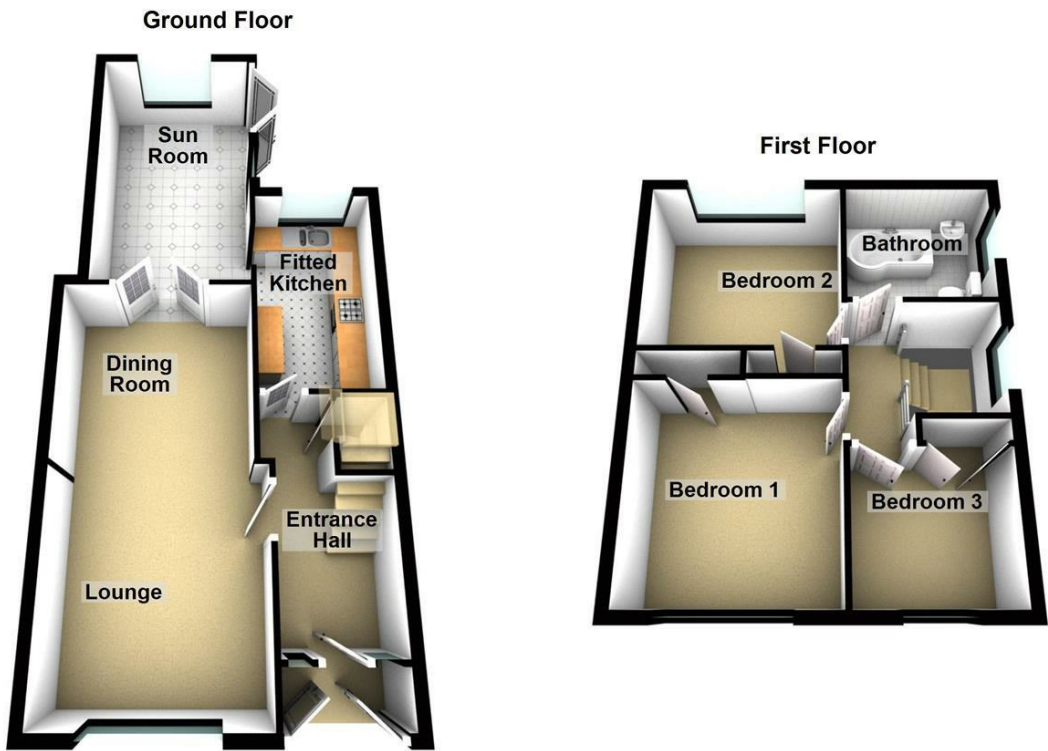 Ground Floor
Sun
Room
Fitted
Kitchen
Dining
Room
Entrance
Hall
Lounge
First Floor
Bathroom
Bedroom 2
Bedroom 1
Bedroom 3